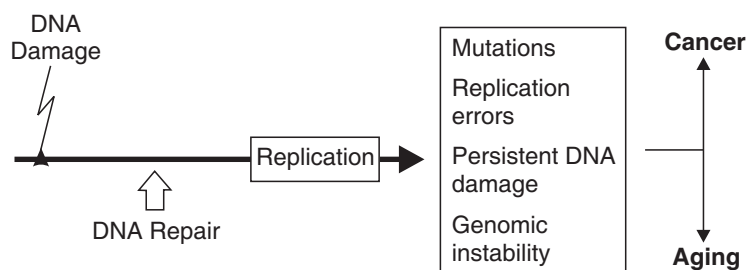 DNA
Damage
DNA Repair
Replication
Mutations
Replication
errors
Persistent DNA
damage
Genomic
instability
Cancer
Aging